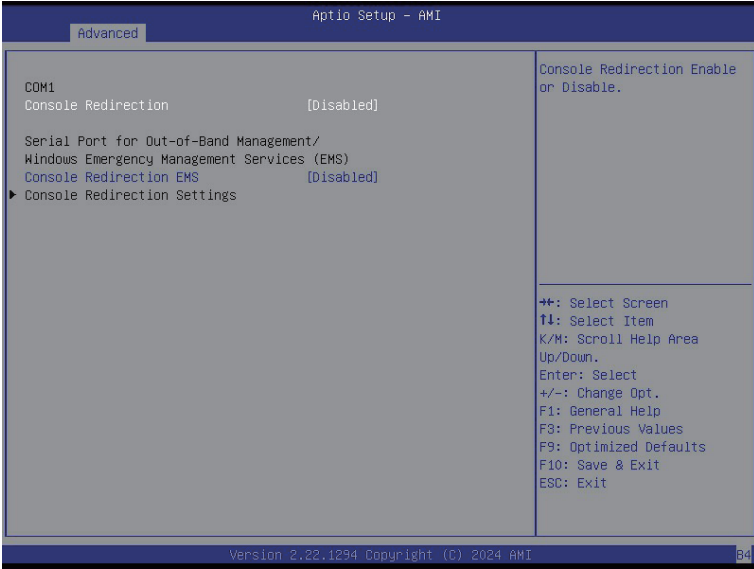 Aptio Setup – AMI
Advanced
COM1
Console Redirection [Disabled]
Serial Port for Out-of-Band Management/
Windows Emergency Management Services (EMS)
Console Redirection EMS [Disabled]
▶ Console Redirection Settings
Console Redirection Enable
or Disable.
→←: Select Screen
↑↓: Select Item
K/M: Scroll Help Area
Up/Down.
Enter: Select
+/-: Change Opt.
F1: General Help
F3: Previous Values
F9: Optimized Defaults
F10: Save & Exit
ESC: Exit
Version 2.22.1294 Copyright (C) 2024 AMI
B4